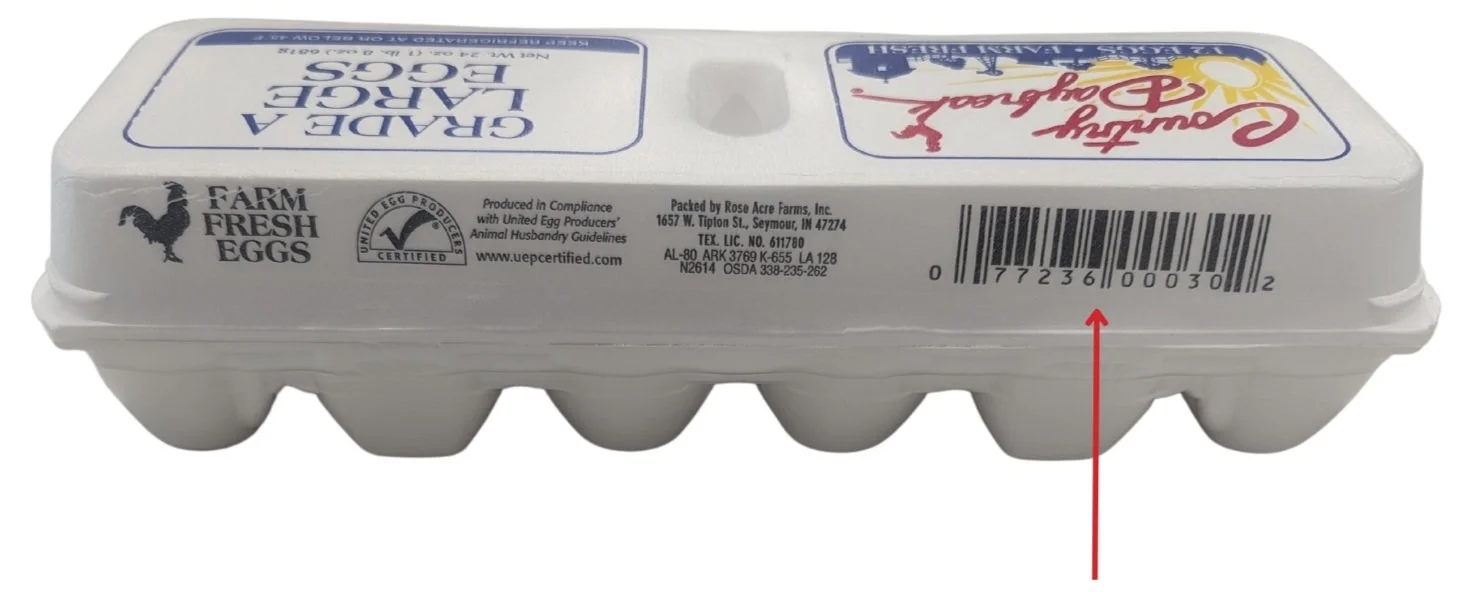 GRADE A
LARGE
EGGS
Net Wt. 24 oz. (1 lb. 8 oz.) 681g
KEEP REFRIGERATED AT OR BELOW 45 F
Country
Daybreak
12 EGGS • FARM FRESH
FARM
FRESH
EGGS
UNITED EGG PRODUCERS
CERTIFIED
Produced in Compliance
with United Egg Producers'
Animal Husbandry Guidelines
www.uepcertified.com
Packed by Rose Acre Farms, Inc.
1657 W. Tipton St., Seymour, IN 47274
TEX. LIC. NO. 611780
AL-80 ARK 3769 K-655 LA 128
N2614 OSDA 338-235-262
0 77236 00030 2